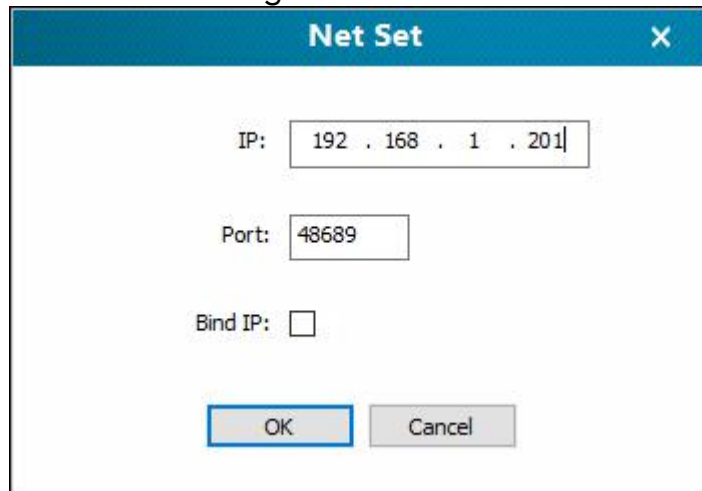 Net Set
IP: 192 . 168 . 1 . 201
Port: 48689
Bind IP:
OK Cancel